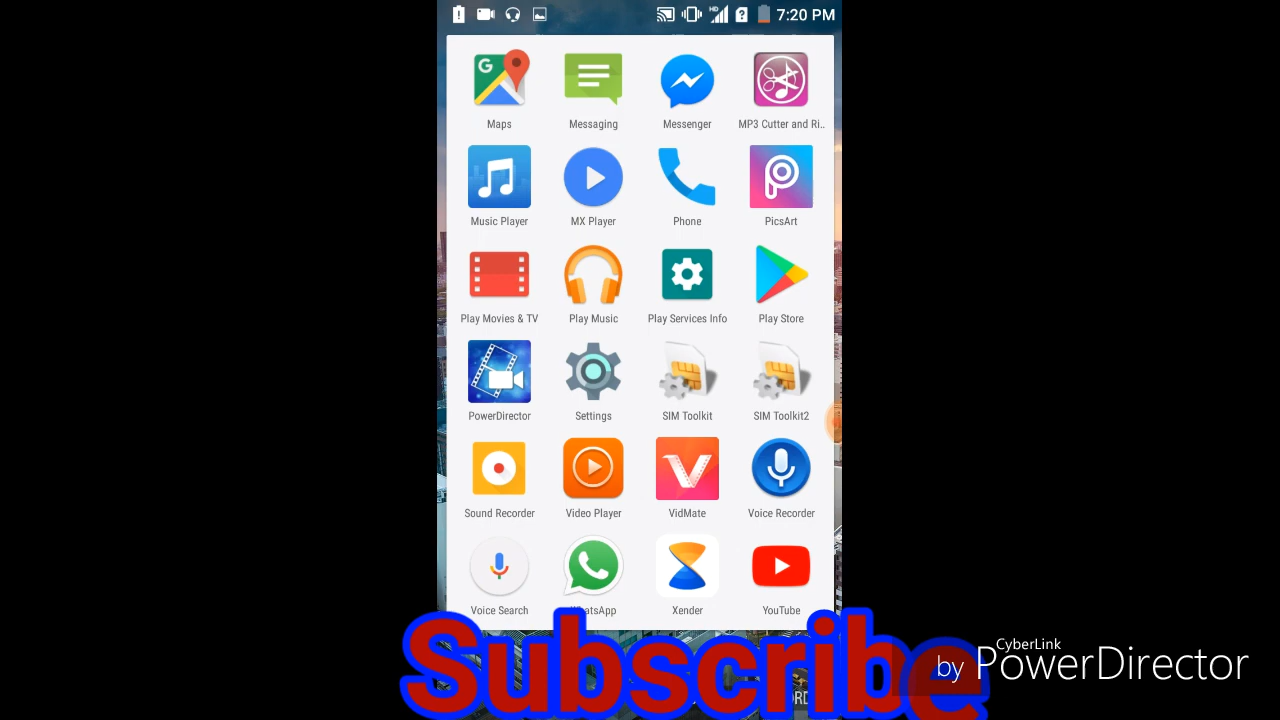 HD 7:20 PM
G
Maps Messaging Messenger MP3 Cutter and Ri..
Music Player MX Player Phone PicsArt
Play Movies & TV Play Music Play Services Info Play Store
PowerDirector Settings SIM Toolkit SIM Toolkit2
Sound Recorder Video Player VidMate Voice Recorder
Voice Search WhatsApp Xender YouTube
Subscribe
CyberLink
by PowerDirector